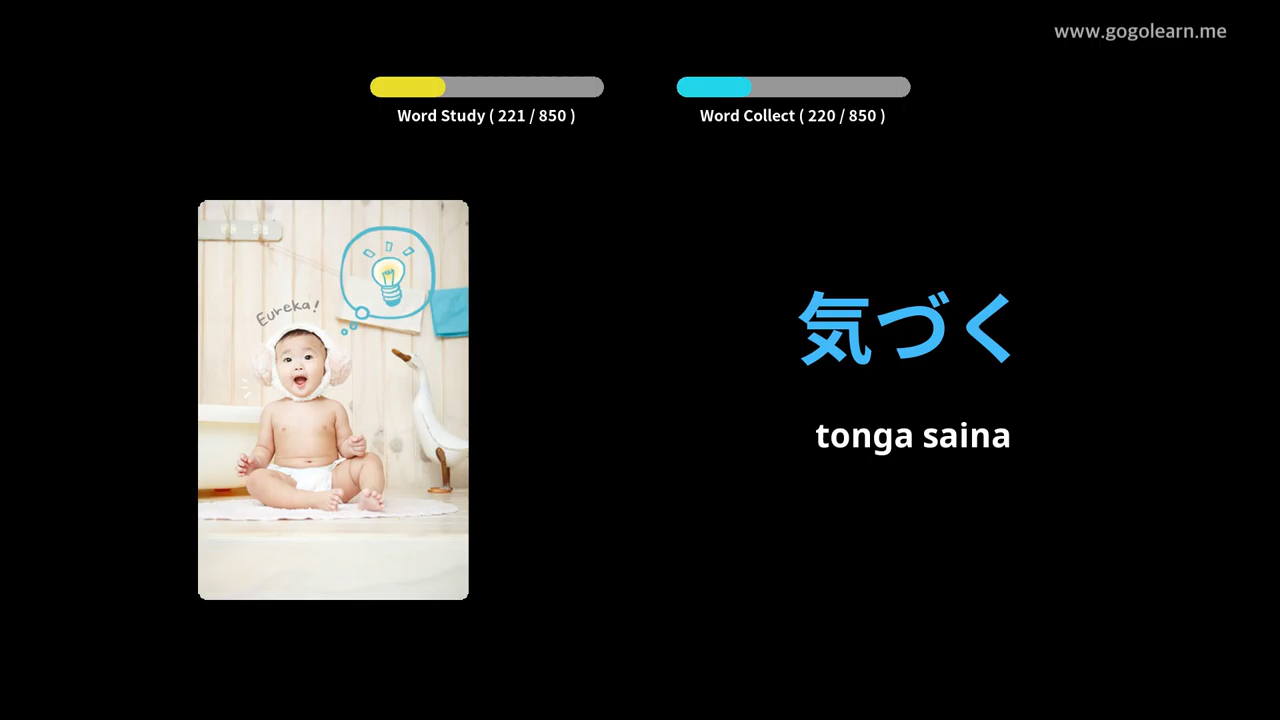 www.gogolearn.me
Word Study ( 221 / 850 )
Word Collect ( 220 / 850 )
Eureka!
気づく
tonga saina